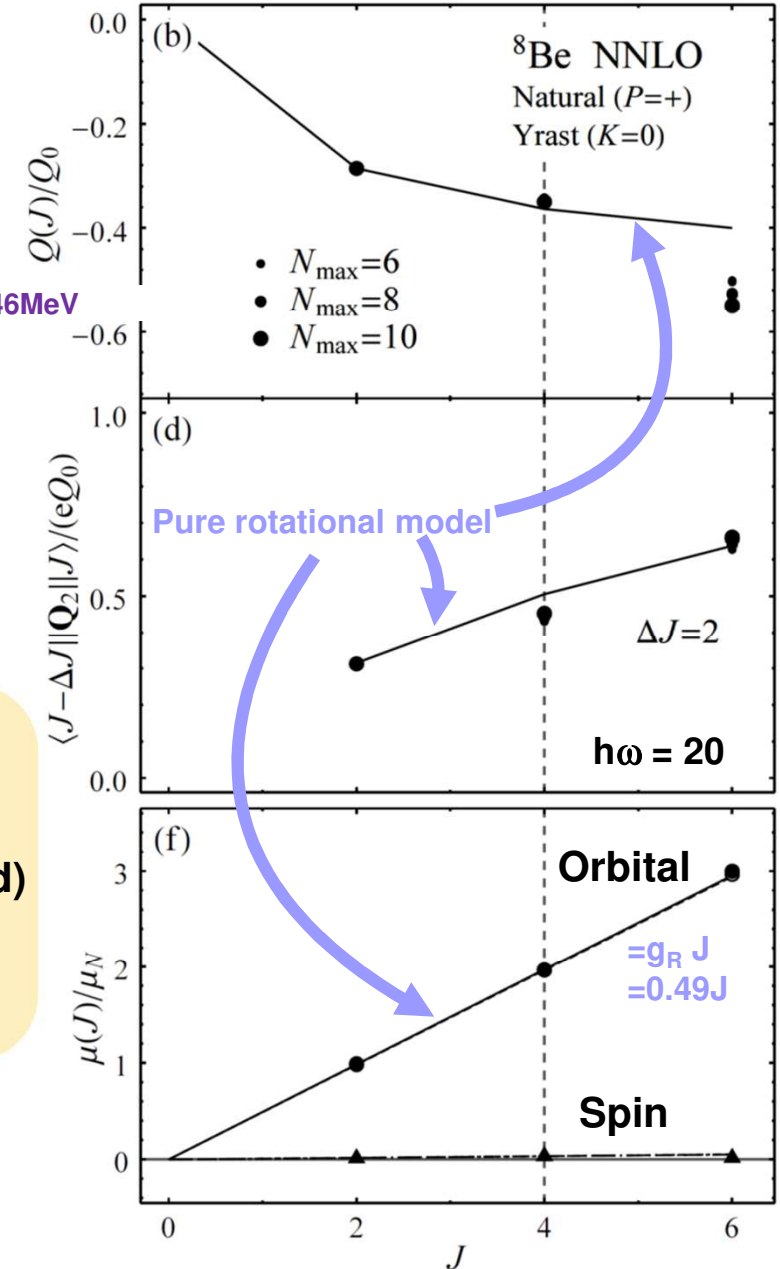 (b)
⁸Be NNLO
Natural (P=+)
Yrast (K=0)
0.0
−0.2
−0.4
−0.6
Q(J)/Q₀
N_max=6
N_max=8
N_max=10
46MeV
(d)
1.0
0.5
0.0
⟨J−ΔJ||Q₂||J⟩/(eQ₀)
Pure rotational model
ΔJ=2
hω = 20
d)
(f)
3
2
1
0
μ(J)/μ_N
Orbital
=g_R J
=0.49J
Spin
0 2 4 6
J